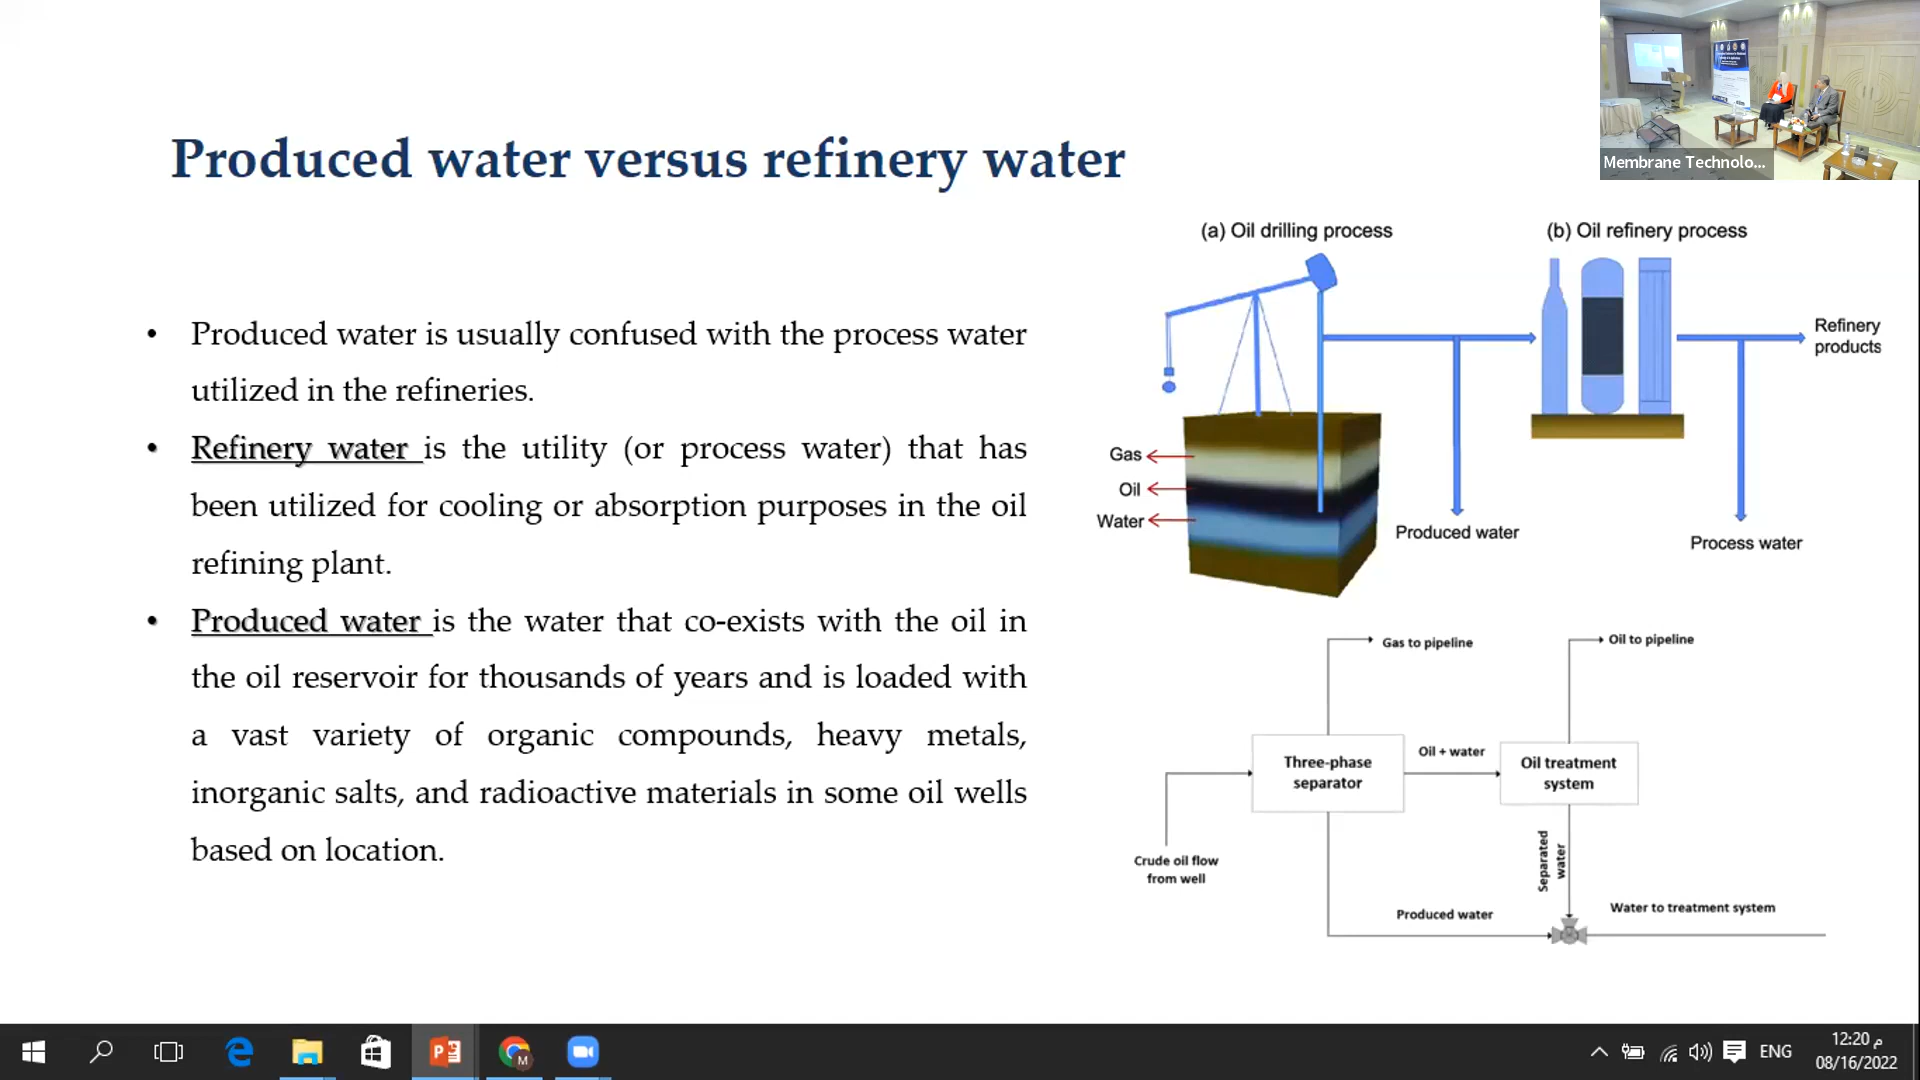 Produced water versus refinery water
Membrane Technolo...
• Produced water is usually confused with the process water
utilized in the refineries.
• Refinery water is the utility (or process water) that has
been utilized for cooling or absorption purposes in the oil
refining plant.
• Produced water is the water that co-exists with the oil in
the oil reservoir for thousands of years and is loaded with
a vast variety of organic compounds, heavy metals,
inorganic salts, and radioactive materials in some oil wells
based on location.
(a) Oil drilling process
(b) Oil refinery process
Refinery
products
Gas
Oil
Water
Produced water
Process water
Gas to pipeline
Oil to pipeline
Three-phase
separator
Oil + water
Oil treatment
system
Separated
water
Crude oil flow
from well
Produced water
Water to treatment system
ENG
12:20 م
08/16/2022